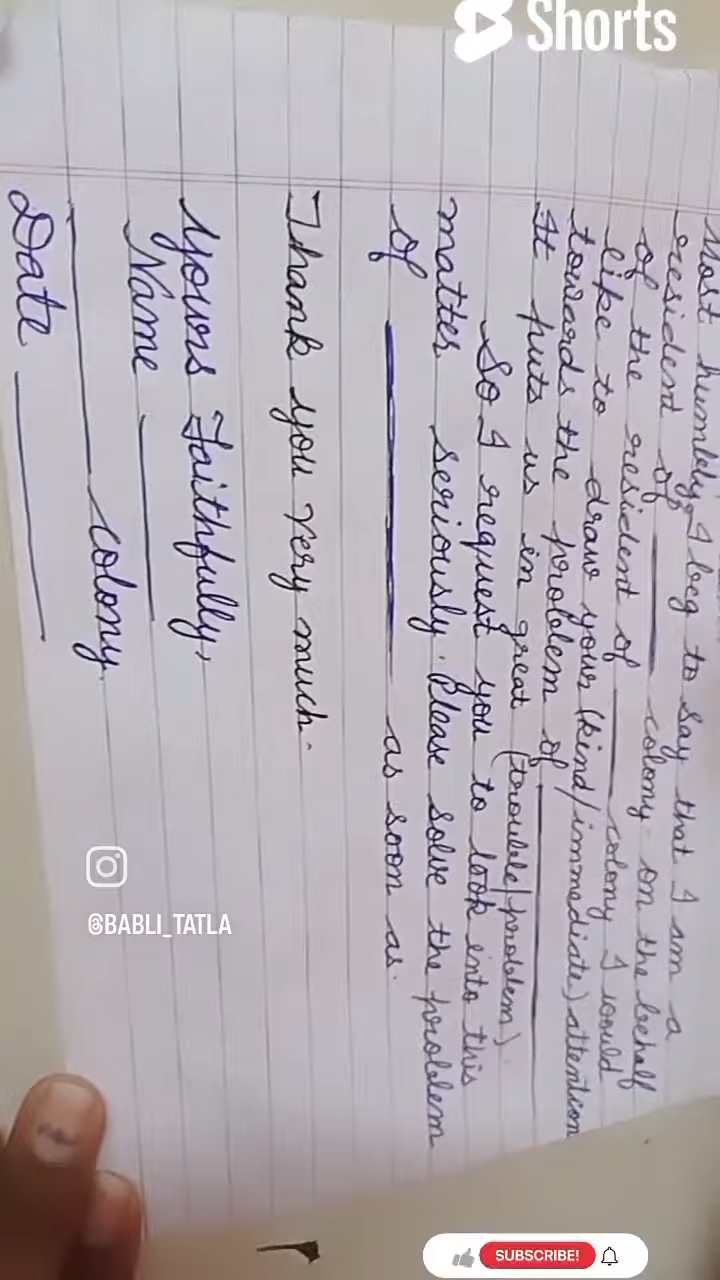 Shorts
Most humbly, I beg to say that I am a
resident of ______ colony. on the behalf
of the resident of ______ colony I would
like to draw your (kind/immediate) attention
towards the problem of ______
It puts us in great (trouble/problem).
So I request you to look into this
matter seriously. Please solve the problem
of ______ as soon as.
Thank you very much.
Yours Faithfully,
Name ______
______ colony.
Date ______
@BABLI_TATLA
SUBSCRIBE!